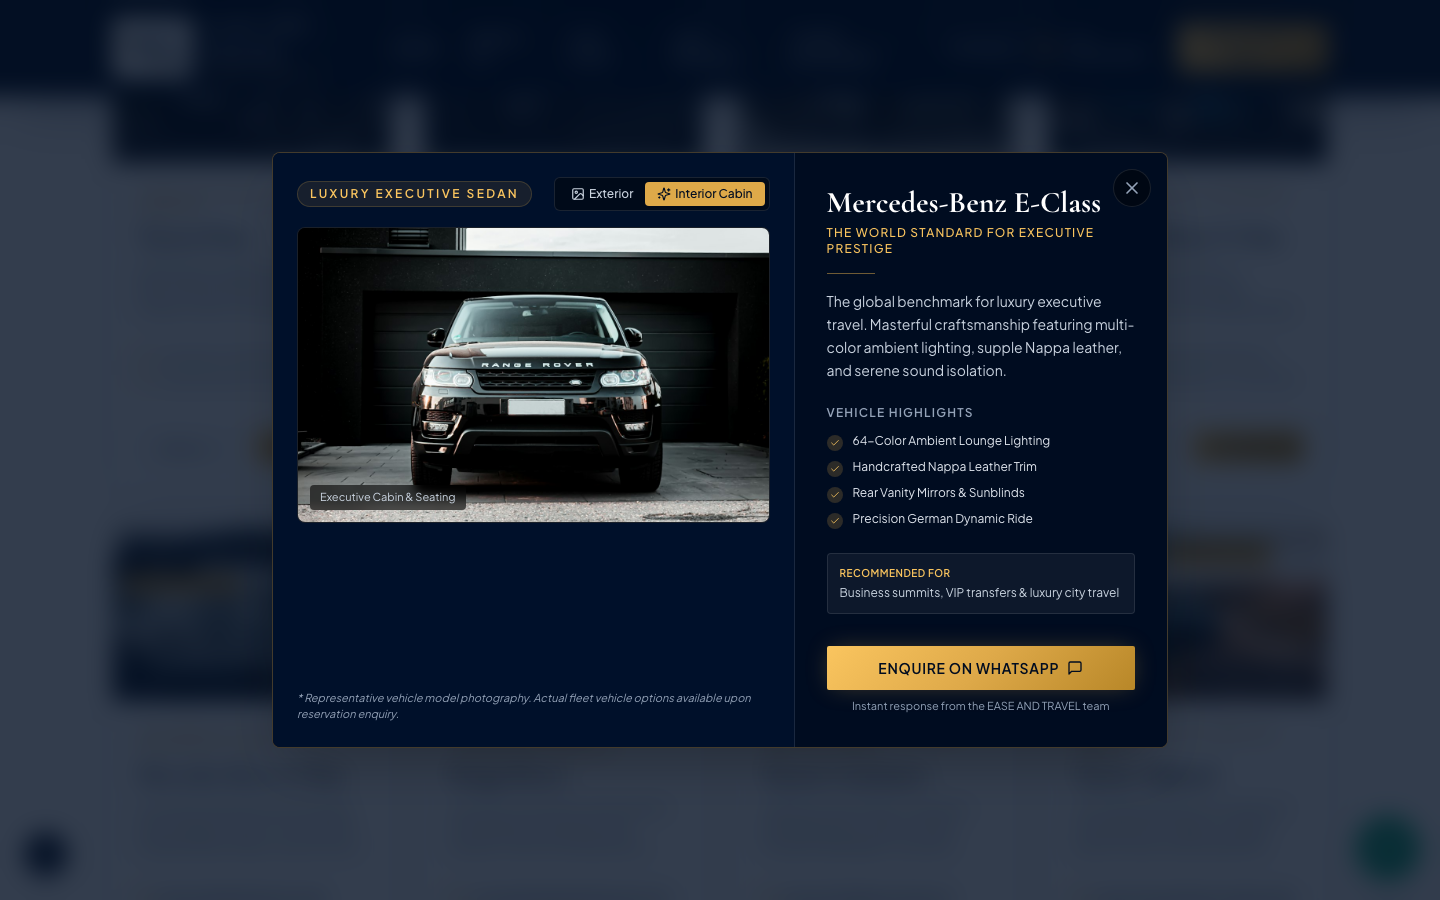 LUXURY EXECUTIVE SEDAN
Exterior
Interior Cabin
RANGE ROVER
Executive Cabin & Seating
* Representative vehicle model photography. Actual fleet vehicle options available upon
reservation enquiry.
Mercedes-Benz E-Class
THE WORLD STANDARD FOR EXECUTIVE
PRESTIGE
The global benchmark for luxury executive
travel. Masterful craftsmanship featuring multi-
color ambient lighting, supple Nappa leather,
and serene sound isolation.
VEHICLE HIGHLIGHTS
64-Color Ambient Lounge Lighting
Handcrafted Nappa Leather Trim
Rear Vanity Mirrors & Sunblinds
Precision German Dynamic Ride
RECOMMENDED FOR
Business summits, VIP transfers & luxury city travel
ENQUIRE ON WHATSAPP
Instant response from the EASE AND TRAVEL team